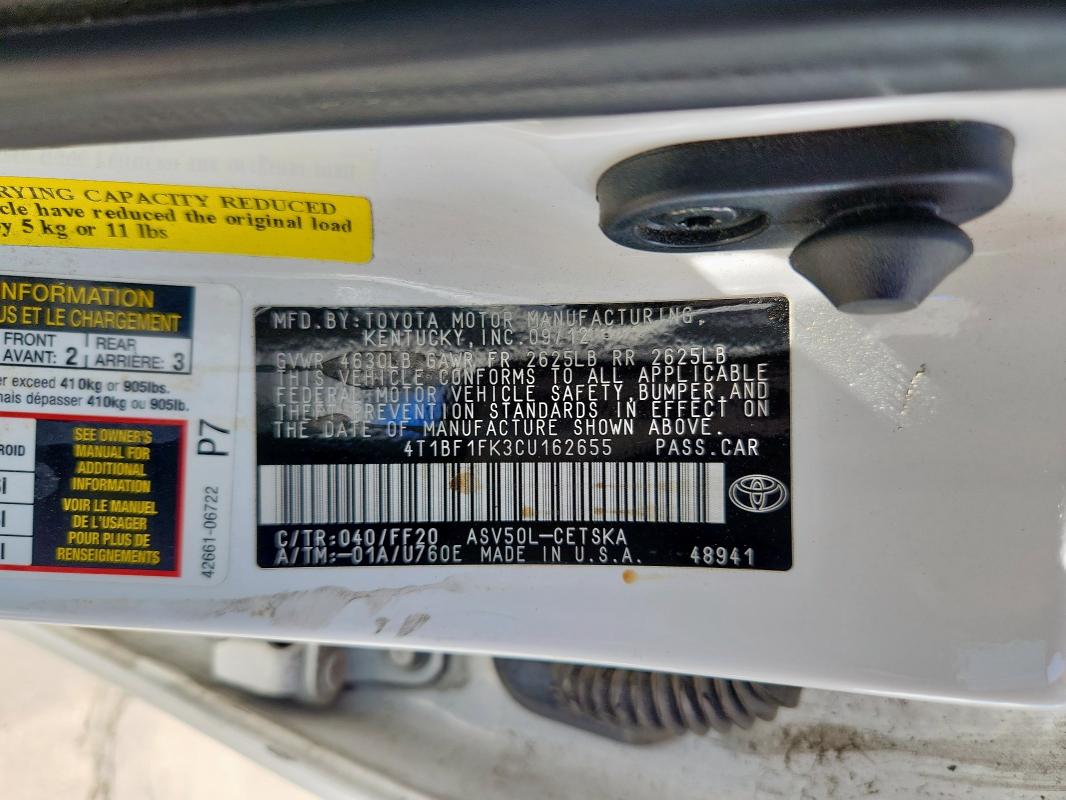 RYING CAPACITY REDUCED
cle have reduced the original load
by 5 kg or 11 lbs
NFORMATION
US ET LE CHARGEMENT
FRONT
AVANT: 2
REAR
ARRIÈRE: 3
er exceed 410kg or 905lbs.
mais dépasser 410kg ou 905lb.
ROID
SEE OWNER'S
MANUAL FOR
ADDITIONAL
INFORMATION
VOIR LE MANUEL
DE L'USAGER
POUR PLUS DE
RENSEIGNEMENTS
P7
42661-06722
MFD.BY:TOYOTA MOTOR MANUFACTURING,
KENTUCKY,INC.09/12
GVWR 4630LB GAWR FR 2625LB RR 2625LB
THIS VEHICLE CONFORMS TO ALL APPLICABLE
FEDERAL MOTOR VEHICLE SAFETY,BUMPER,AND
THEFT PREVENTION STANDARDS IN EFFECT ON
THE DATE OF MANUFACTURE SHOWN ABOVE.
4T1BF1FK3CU162655 PASS.CAR
C/TR:040/FF20 ASV50L-CETSKA
A/TM:-01A/U760E MADE IN U.S.A. 48941